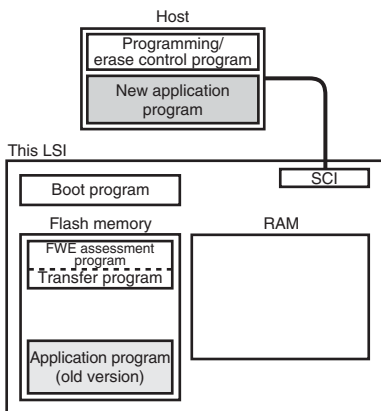 Host
Programming/
erase control program
New application
program
This LSI
SCI
Boot program
Flash memory
RAM
FWE assessment
program
Transfer program
Application program
(old version)